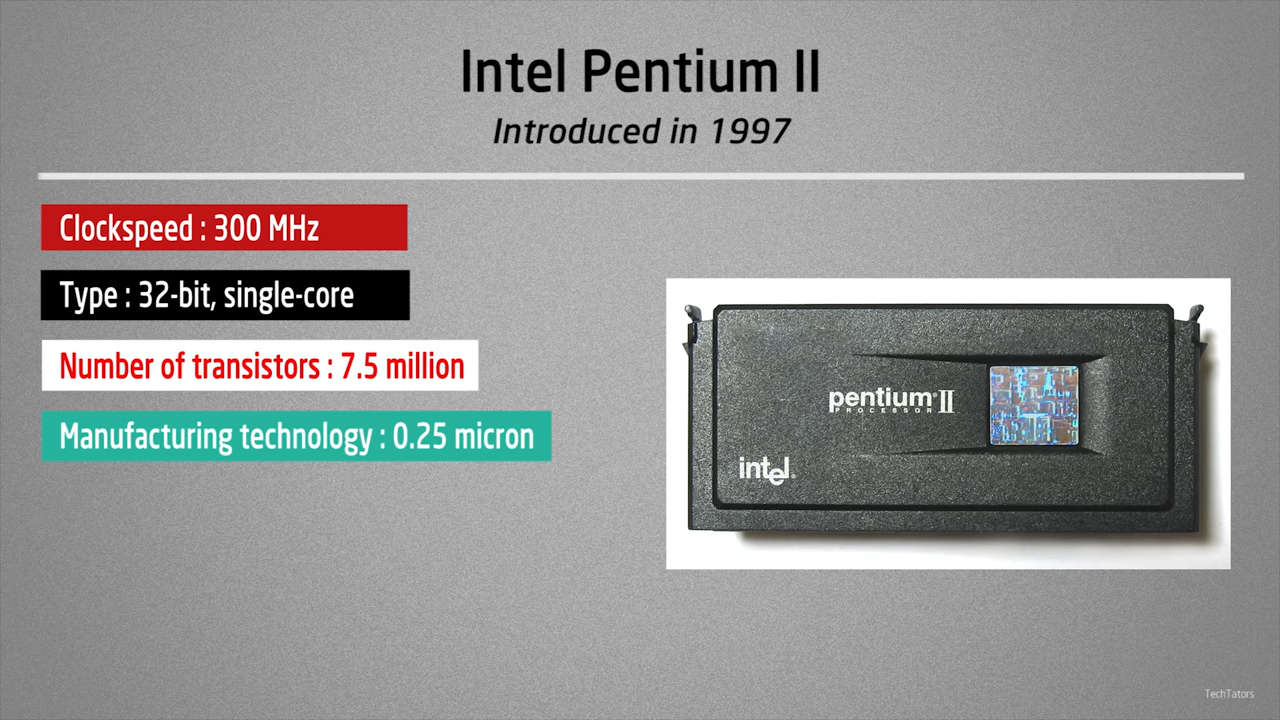 Intel Pentium II
Introduced in 1997
Clockspeed : 300 MHz
Type : 32-bit, single-core
Number of transistors : 7.5 million
Manufacturing technology : 0.25 micron
pentium® II
PROCESSOR
intel®
TechTators